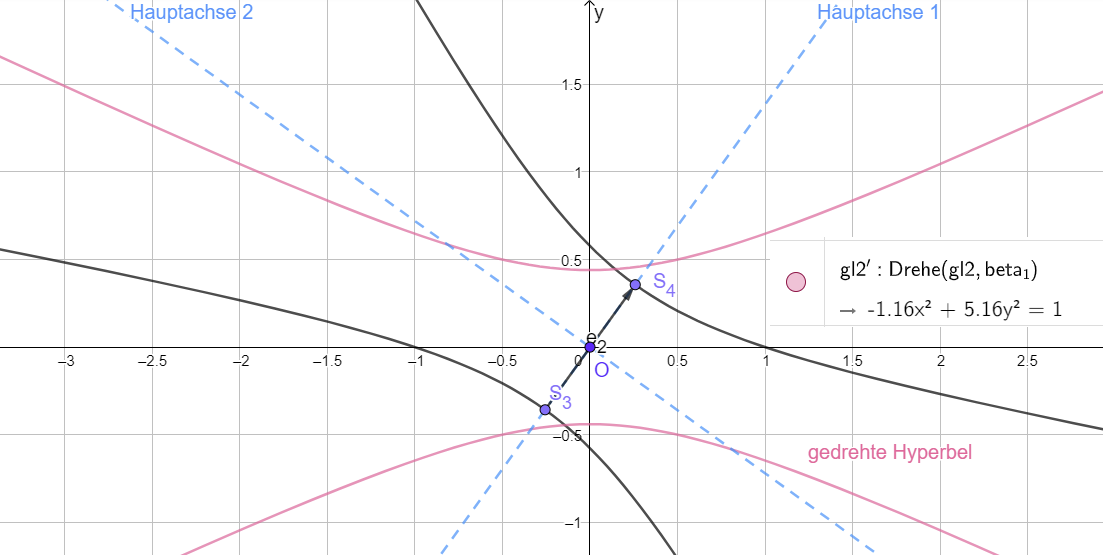 Hauptachse 2
Hauptachse 1
y
1.5
1
0.5
gl2′ : Drehe(gl2, beta₁)
→ -1.16x² + 5.16y² = 1
S₄
e
2
−3
−2.5
−2
−1.5
−1
−0.5
0
0.5
1
1.5
2
2.5
O
S₃
−0.5
gedrehte Hyperbel
−1